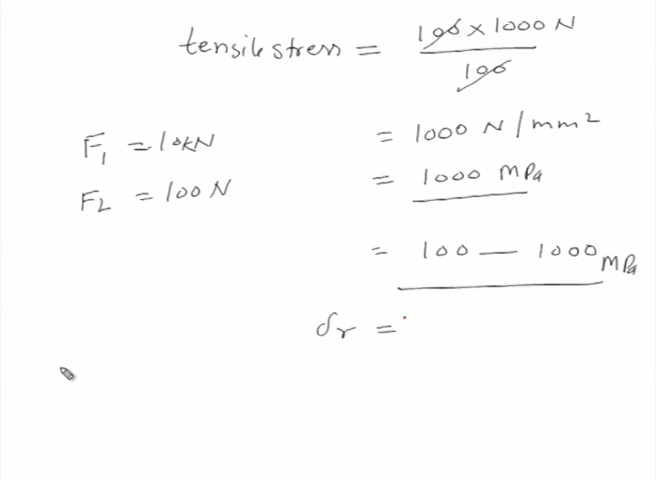 tensile stress = 100 x 1000 N / 100
F1 = 10kN
= 1000 N/mm²
F2 = 100 N
= 1000 MPa
= 100 — 1000 MPa
σr =